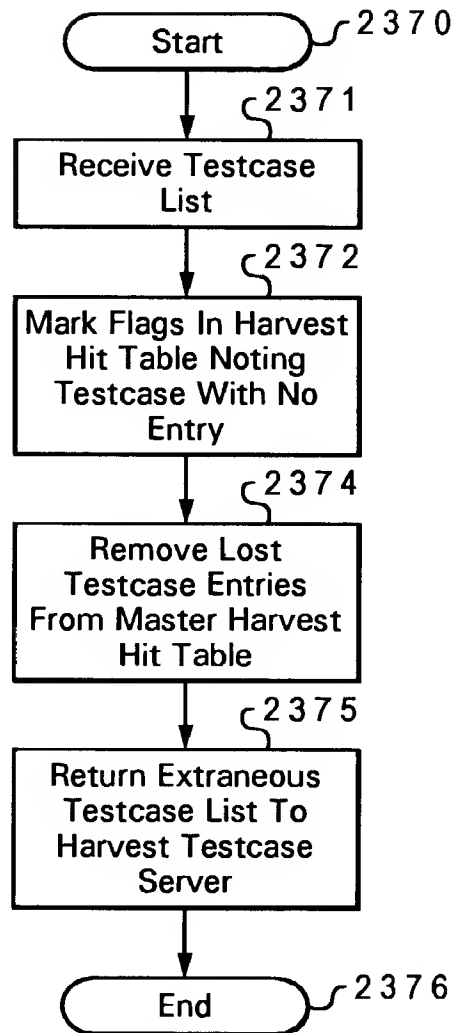 Start
2370
2371
Receive Testcase
List
2372
Mark Flags In Harvest
Hit Table Noting
Testcase With No
Entry
2374
Remove Lost
Testcase Entries
From Master Harvest
Hit Table
2375
Return Extraneous
Testcase List To
Harvest Testcase
Server
End
2376